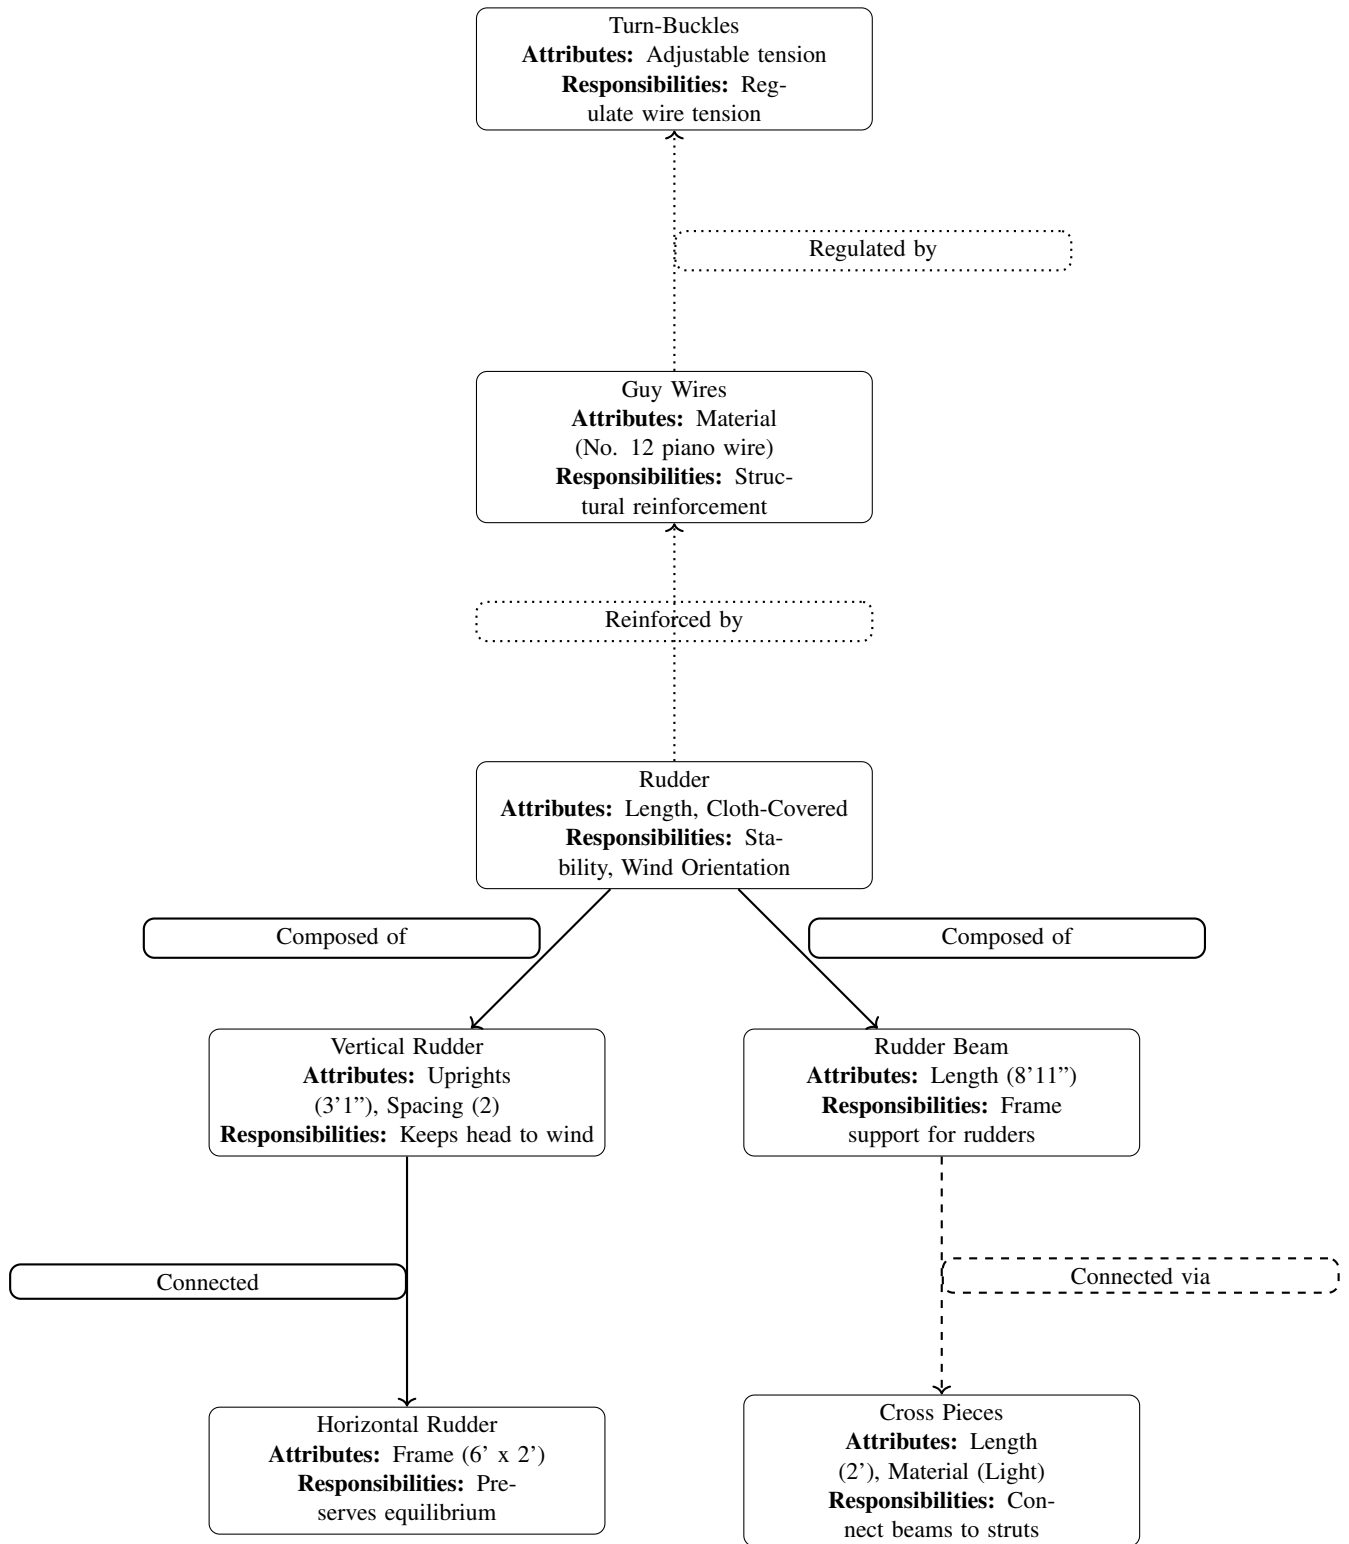 Turn-Buckles
Attributes: Adjustable tension
Responsibilities: Reg-
ulate wire tension
Regulated by
Guy Wires
Attributes: Material
(No. 12 piano wire)
Responsibilities: Struc-
tural reinforcement
Reinforced by
Rudder
Attributes: Length, Cloth-Covered
Responsibilities: Sta-
bility, Wind Orientation
Composed of
Composed of
Vertical Rudder
Attributes: Uprights
(3’1”), Spacing (2)
Responsibilities: Keeps head to wind
Rudder Beam
Attributes: Length (8’11”)
Responsibilities: Frame
support for rudders
Connected
Connected via
Horizontal Rudder
Attributes: Frame (6’ x 2’)
Responsibilities: Pre-
serves equilibrium
Cross Pieces
Attributes: Length
(2’), Material (Light)
Responsibilities: Con-
nect beams to struts